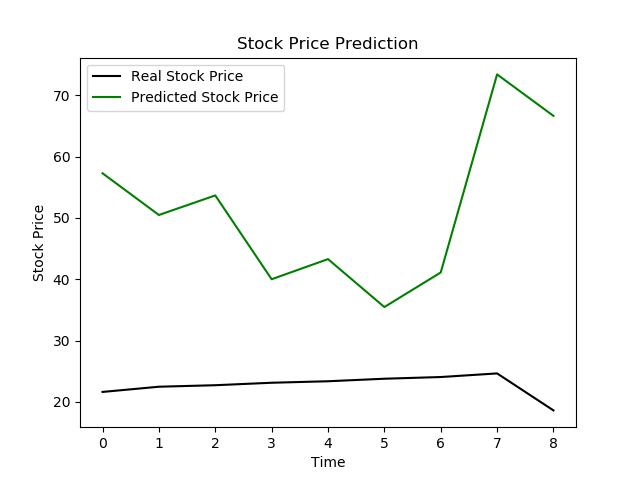 Stock Price Prediction
Real Stock Price
Predicted Stock Price
Stock Price
70
60
50
40
30
20
0 1 2 3 4 5 6 7 8
Time